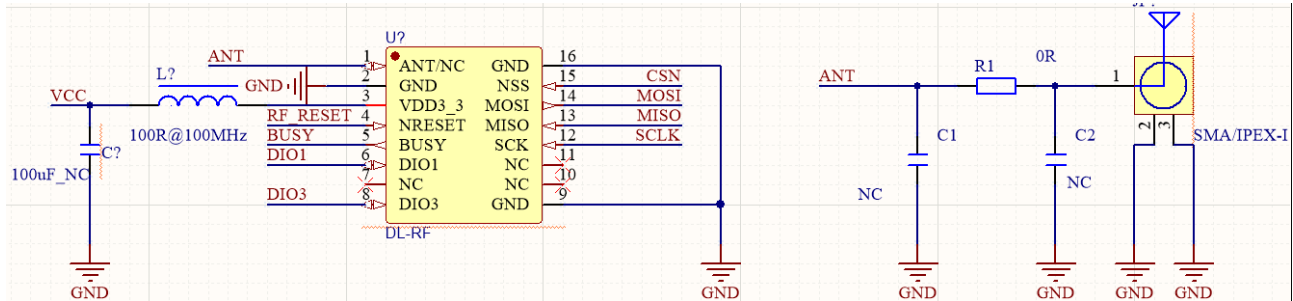 U?
ANT 1 ANT/NC GND 16
GND 2 GND NSS 15 CSN
L?
VCC 3 VDD3_3 MOSI 14 MOSI
100R@100MHz
RF_RESET 4 NRESET MISO 13 MISO
BUSY 5 BUSY SCK 12 SCLK
C?
100uF_NC
DIO1 6 DIO1 NC 11
7 NC NC 10
DIO3 8 DIO3 GND 9
DL-RF
GND
GND
ANT
R1 0R
1
C1
NC
C2
NC
2 3
SMA/IPEX-I
GND
GND
GND
GND